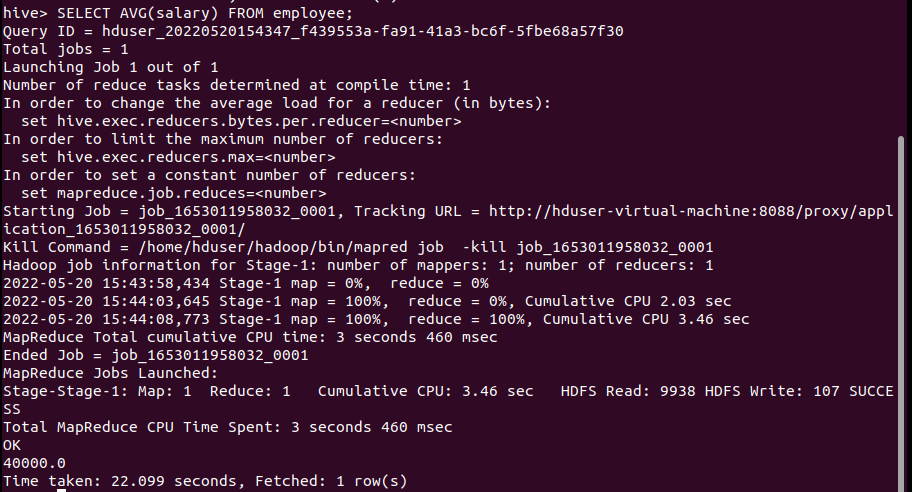 hive> SELECT AVG(salary) FROM employee;
Query ID = hduser_20220520154347_f439553a-fa91-41a3-bc6f-5fbe68a57f30
Total jobs = 1
Launching Job 1 out of 1
Number of reduce tasks determined at compile time: 1
In order to change the average load for a reducer (in bytes):
  set hive.exec.reducers.bytes.per.reducer=<number>
In order to limit the maximum number of reducers:
  set hive.exec.reducers.max=<number>
In order to set a constant number of reducers:
  set mapreduce.job.reduces=<number>
Starting Job = job_1653011958032_0001, Tracking URL = http://hduser-virtual-machine:8088/proxy/appl
ication_1653011958032_0001/
Kill Command = /home/hduser/hadoop/bin/mapred job  -kill job_1653011958032_0001
Hadoop job information for Stage-1: number of mappers: 1; number of reducers: 1
2022-05-20 15:43:58,434 Stage-1 map = 0%,  reduce = 0%
2022-05-20 15:44:03,645 Stage-1 map = 100%,  reduce = 0%, Cumulative CPU 2.03 sec
2022-05-20 15:44:08,773 Stage-1 map = 100%,  reduce = 100%, Cumulative CPU 3.46 sec
MapReduce Total cumulative CPU time: 3 seconds 460 msec
Ended Job = job_1653011958032_0001
MapReduce Jobs Launched:
Stage-Stage-1: Map: 1  Reduce: 1   Cumulative CPU: 3.46 sec   HDFS Read: 9938 HDFS Write: 107 SUCCE
SS
Total MapReduce CPU Time Spent: 3 seconds 460 msec
OK
40000.0
Time taken: 22.099 seconds, Fetched: 1 row(s)